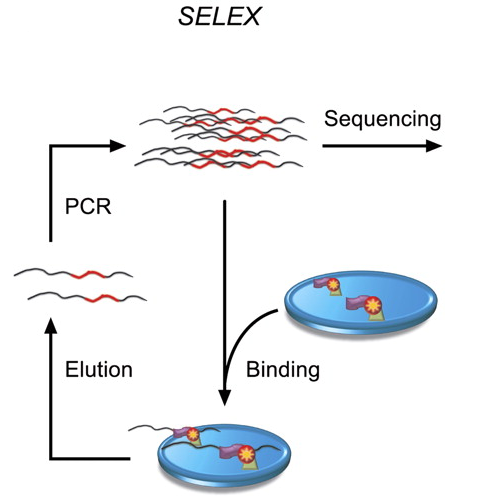 SELEX
Sequencing
PCR
Elution
Binding